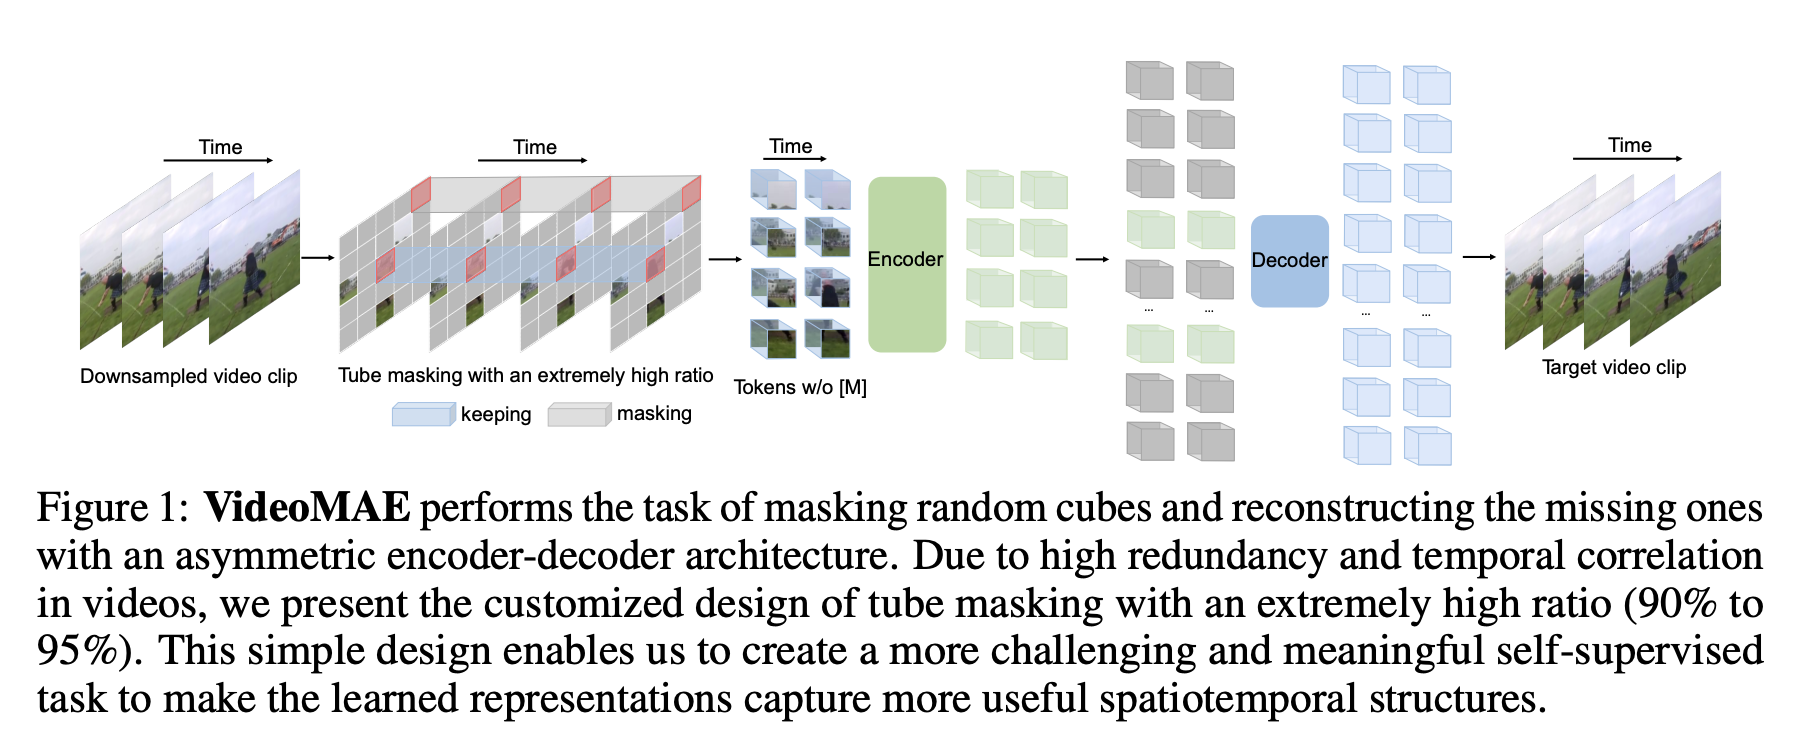 Time
Time
Time
Time
Encoder
Decoder
...
...
...
...
Downsampled video clip
Tube masking with an extremely high ratio
Tokens w/o [M]
Target video clip
keeping
masking
Figure 1: VideoMAE performs the task of masking random cubes and reconstructing the missing ones
with an asymmetric encoder-decoder architecture. Due to high redundancy and temporal correlation
in videos, we present the customized design of tube masking with an extremely high ratio (90% to
95%). This simple design enables us to create a more challenging and meaningful self-supervised
task to make the learned representations capture more useful spatiotemporal structures.